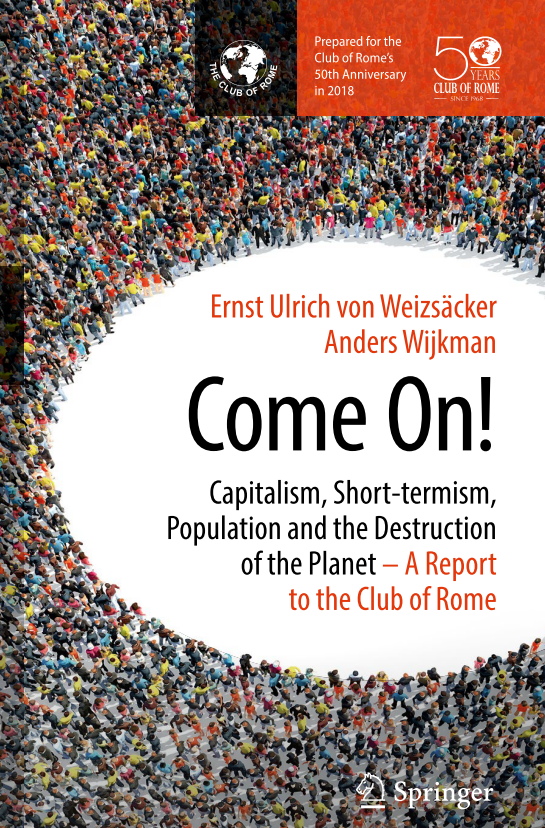 THE CLUB OF ROME
Prepared for the
Club of Rome's
50th Anniversary
in 2018
50
YEARS
CLUB OF ROME
SINCE 1968
Ernst Ulrich von Weizsäcker
Anders Wijkman
Come On!
Capitalism, Short-termism,
Population and the Destruction
of the Planet – A Report
to the Club of Rome
Springer